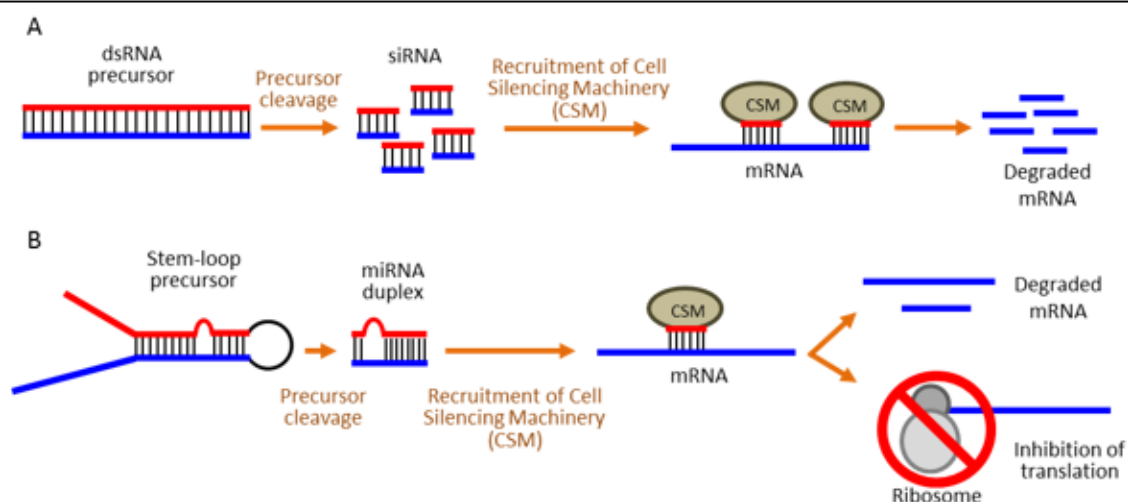 A
dsRNA
precursor
Precursor
cleavage
siRNA
Recruitment of Cell
Silencing Machinery
(CSM)
CSM
CSM
mRNA
Degraded
mRNA
B
Stem-loop
precursor
Precursor
cleavage
miRNA
duplex
Recruitment of Cell
Silencing Machinery
(CSM)
CSM
mRNA
Degraded
mRNA
Inhibition of
translation
Ribosome